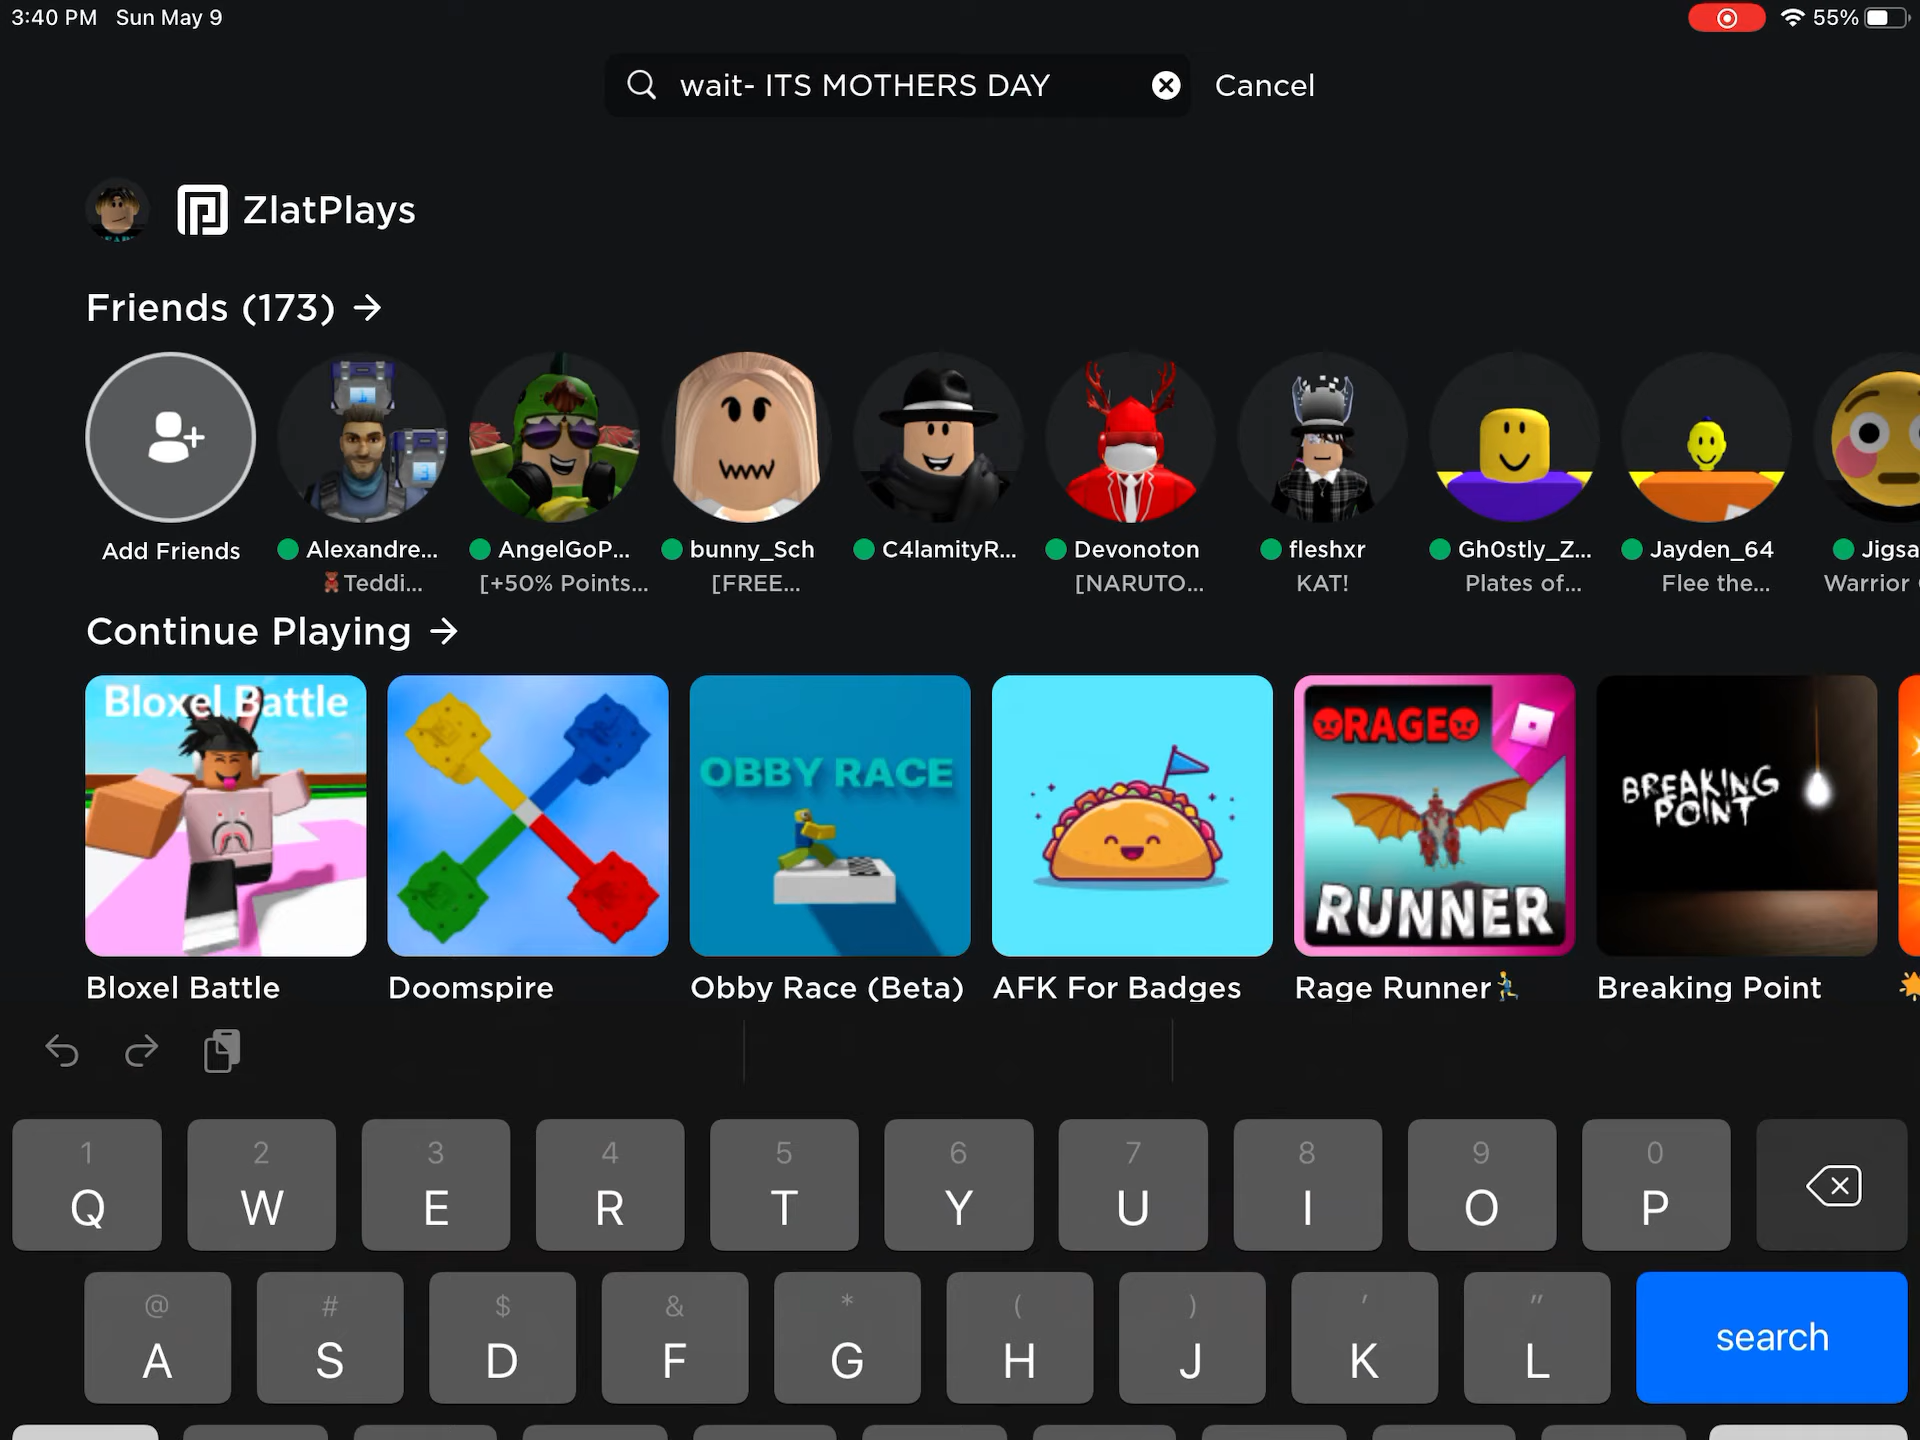 3:40 PM Sun May 9
55%
wait- ITS MOTHERS DAY
Cancel
ZlatPlays
Friends (173) →
Add Friends
Alexandre...
AngelGoP...
bunny_Sch
C4lamityR...
Devonoton
fleshxr
Gh0stly_Z...
Jayden_64
Jigsa
🧸Teddi...
[+50% Points...
[FREE...
[NARUTO...
KAT!
Plates of...
Flee the...
Warrior
Continue Playing →
Bloxel Battle
OBBY RACE
RAGE
RUNNER
BREAKING
POINT
Bloxel Battle
Doomspire
Obby Race (Beta)
AFK For Badges
Rage Runner🏃‍♂️
Breaking Point
1 2 3 4 5 6 7 8 9 0
Q W E R T Y U I O P
@ # $ & * ( ) ' "
A S D F G H J K L
search